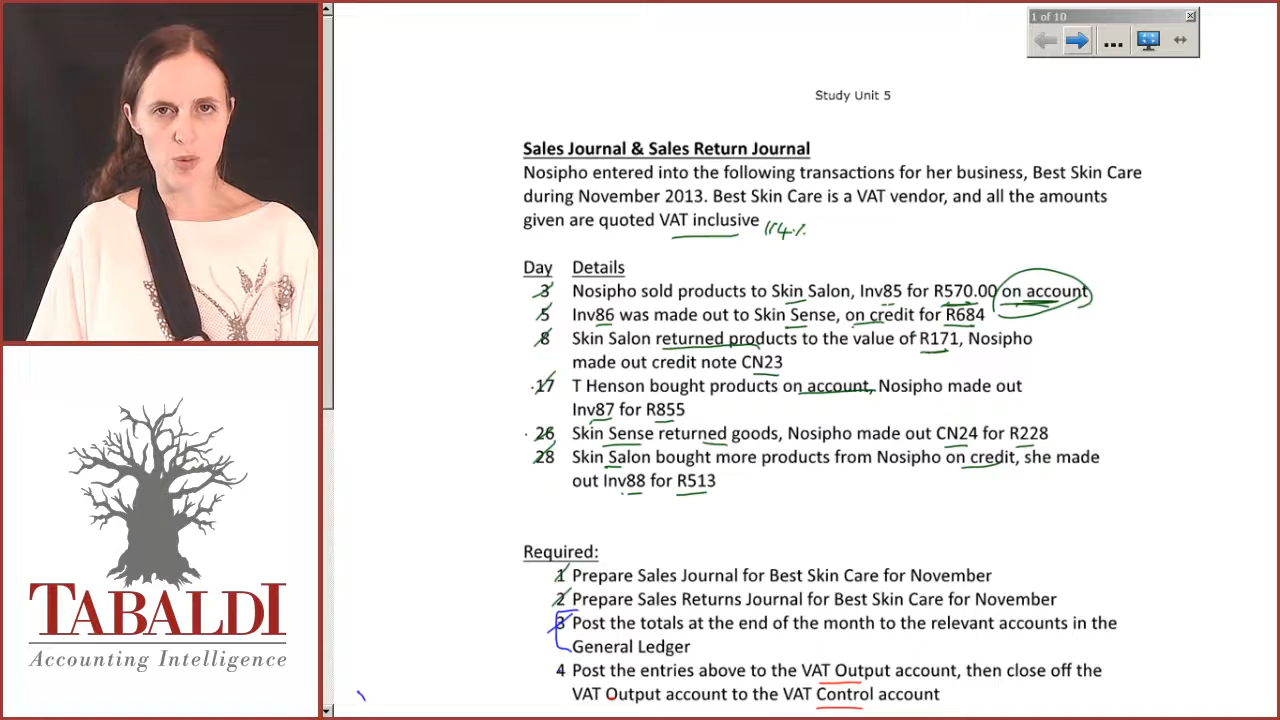 1 of 10
Study Unit 5
Sales Journal & Sales Return Journal
Nosipho entered into the following transactions for her business, Best Skin Care
during November 2013. Best Skin Care is a VAT vendor, and all the amounts
given are quoted VAT inclusive 114%
Day Details
3 Nosipho sold products to Skin Salon, Inv85 for R570.00 on account
5 Inv86 was made out to Skin Sense, on credit for R684
8 Skin Salon returned products to the value of R171, Nosipho
made out credit note CN23
17 T Henson bought products on account, Nosipho made out
Inv87 for R855
26 Skin Sense returned goods, Nosipho made out CN24 for R228
28 Skin Salon bought more products from Nosipho on credit, she made
out Inv88 for R513
Required:
1 Prepare Sales Journal for Best Skin Care for November
2 Prepare Sales Returns Journal for Best Skin Care for November
3 Post the totals at the end of the month to the relevant accounts in the
General Ledger
4 Post the entries above to the VAT Output account, then close off the
VAT Output account to the VAT Control account
TABALDI
Accounting Intelligence